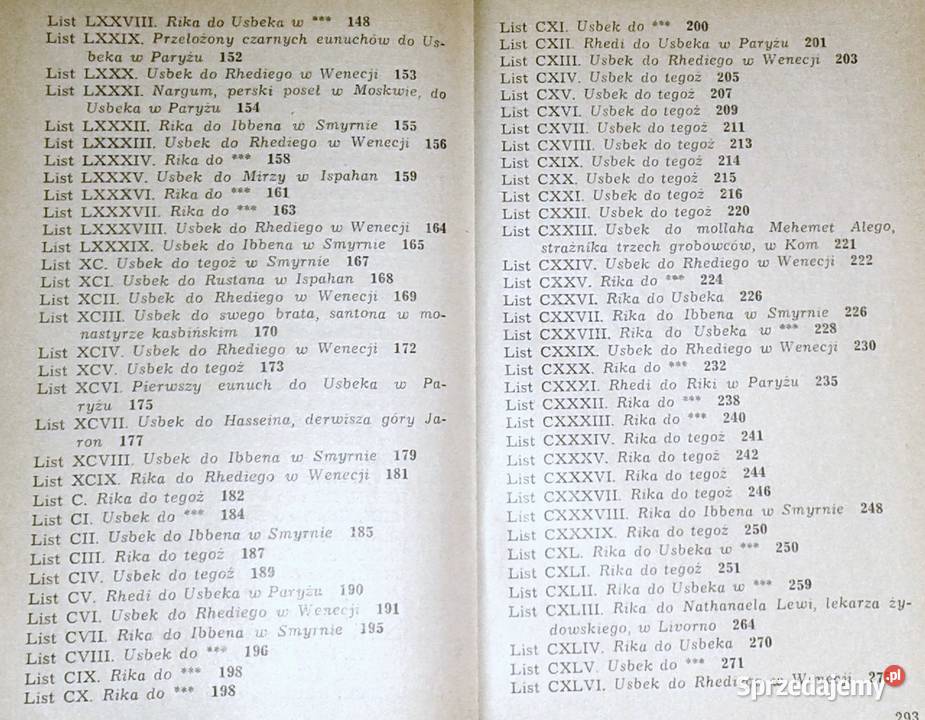 List LXXVIII. Rika do Usbeka w *** 148
List LXXIX. Przełożony czarnych eunuchów do Us-
beka w Paryżu 152
List LXXX. Usbek do Rhediego w Wenecji 153
List LXXXI. Nargum, perski poseł w Moskwie, do
Usbeka w Paryżu 154
List LXXXII. Rika do Ibbena w Smyrnie 155
List LXXXIII. Usbek do Rhediego w Wenecji 156
List LXXXIV. Rika do *** 158
List LXXXV. Usbek do Mirzy w Ispahan 159
List LXXXVI. Rika do *** 161
List LXXXVII. Rika do *** 163
List LXXXVIII. Usbek do Rhediego w Wenecji 164
List LXXXIX. Usbek do Ibbena w Smyrnie 165
List XC. Usbek do tegoż w Smyrnie 167
List XCI. Usbek do Rustana w Ispahan 168
List XCII. Usbek do Rhediego w Wenecji 169
List XCIII. Usbek do swego brata, santona w mo-
nastyrze kasbińskim 170
List XCIV. Usbek do Rhediego w Wenecji 172
List XCV. Usbek do tegoż 173
List XCVI. Pierwszy eunuch do Usbeka w Pa-
ryżu 175
List XCVII. Usbek do Hasseina, derwisza góry Ja-
ron 177
List XCVIII. Usbek do Ibbena w Smyrnie 179
List XCIX. Rika do Rhediego w Wenecji 181
List C. Rika do tegoż 182
List CI. Usbek do *** 184
List CII. Usbek do Ibbena w Smyrnie 185
List CIII. Rika do tegoż 187
List CIV. Usbek do tegoż 189
List CV. Rhedi do Usbeka w Paryżu 190
List CVI. Usbek do Rhediego w Wenecji 191
List CVII. Rika do Ibbena w Smyrnie 195
List CVIII. Usbek do *** 196
List CIX. Rika do *** 198
List CX. Rika do *** 198
List CXI. Usbek do *** 200
List CXII. Rhedi do Usbeka w Paryżu 201
List CXIII. Usbek do Rhediego w Wenecji 203
List CXIV. Usbek do tegoż 205
List CXV. Usbek do tegoż 207
List CXVI. Usbek do tegoż 209
List CXVII. Usbek do tegoż 211
List CXVIII. Usbek do tegoż 213
List CXIX. Usbek do tegoż 214
List CXX. Usbek do tegoż 215
List CXXI. Usbek do tegoż 216
List CXXII. Usbek do tegoż 220
List CXXIII. Usbek do mollaha Mehemet Alego,
strażnika trzech grobowców, w Kom 221
List CXXIV. Usbek do Rhediego w Wenecji 222
List CXXV. Rika do *** 224
List CXXVI. Rika do Usbeka 226
List CXXVII. Rika do Ibbena w Smyrnie 226
List CXXVIII. Rika do Usbeka w *** 228
List CXXIX. Usbek do Rhediego w Wenecji 230
List CXXX. Rika do *** 232
List CXXXI. Rhedi do Riki w Paryżu 235
List CXXXII. Rika do *** 238
List CXXXIII. Rika do *** 240
List CXXXIV. Rika do tegoż 241
List CXXXV. Rika do tegoż 242
List CXXXVI. Rika do tegoż 244
List CXXXVII. Rika do tegoż 246
List CXXXVIII. Rika do Ibbena w Smyrnie 248
List CXXXIX. Rika do tegoż 250
List CXL. Rika do Usbeka w *** 250
List CXLI. Rika do tegoż 251
List CXLII. Rika do Usbeka w *** 259
List CXLIII. Rika do Nathanaela Lewi, lekarza ży-
dowskiego, w Livorno 264
List CXLIV. Rika do Usbeka 270
List CXLV. Usbek do *** 271
List CXLVI. Usbek do Rhediego w Wenecji
Sprzedajemy .pl
293